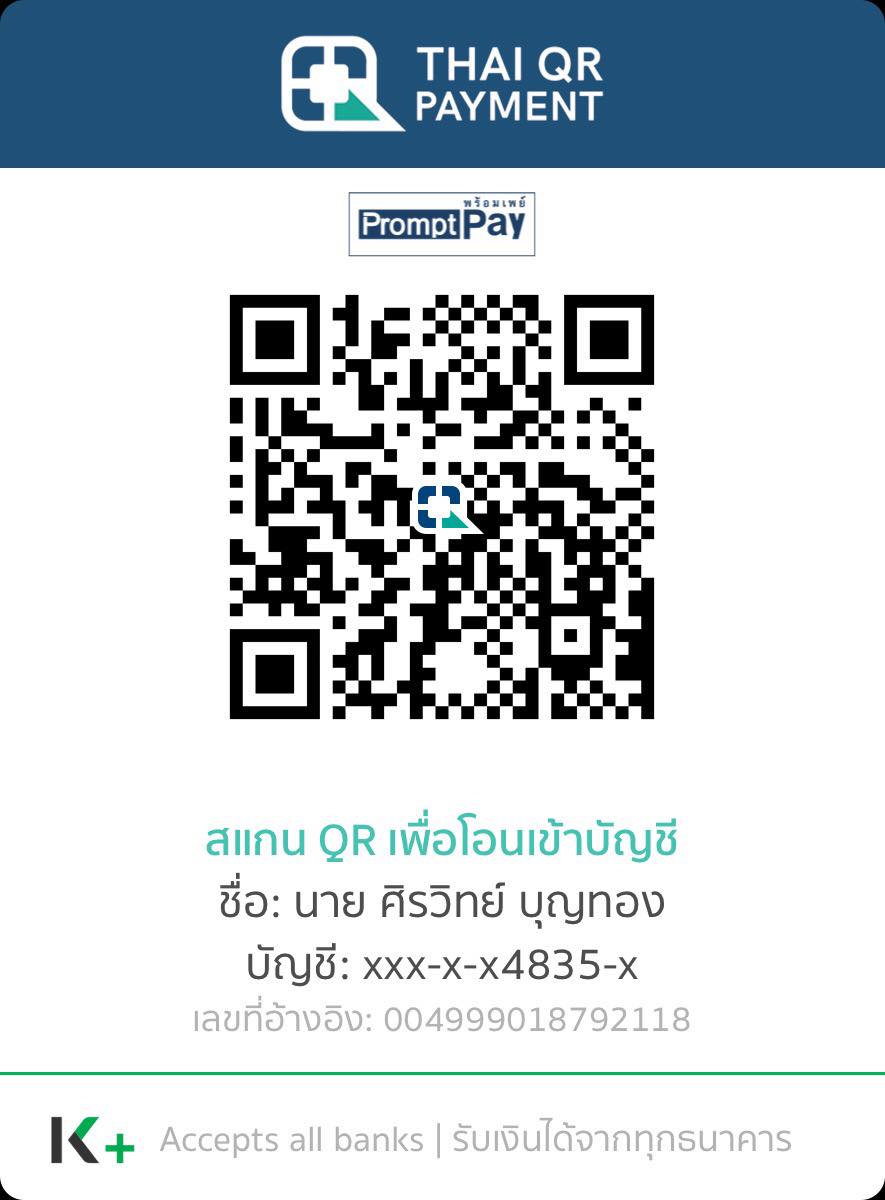 THAI QR
PAYMENT
พร้อมเพย์
PromptPay
สแกน QR เพื่อโอนเข้าบัญชี
ชื่อ: นาย ศิรวิทย์ บุญทอง
บัญชี: xxx-x-x4835-x
เลขที่อ้างอิง: 004999018792118
K+ Accepts all banks | รับเงินได้จากทุกธนาคาร